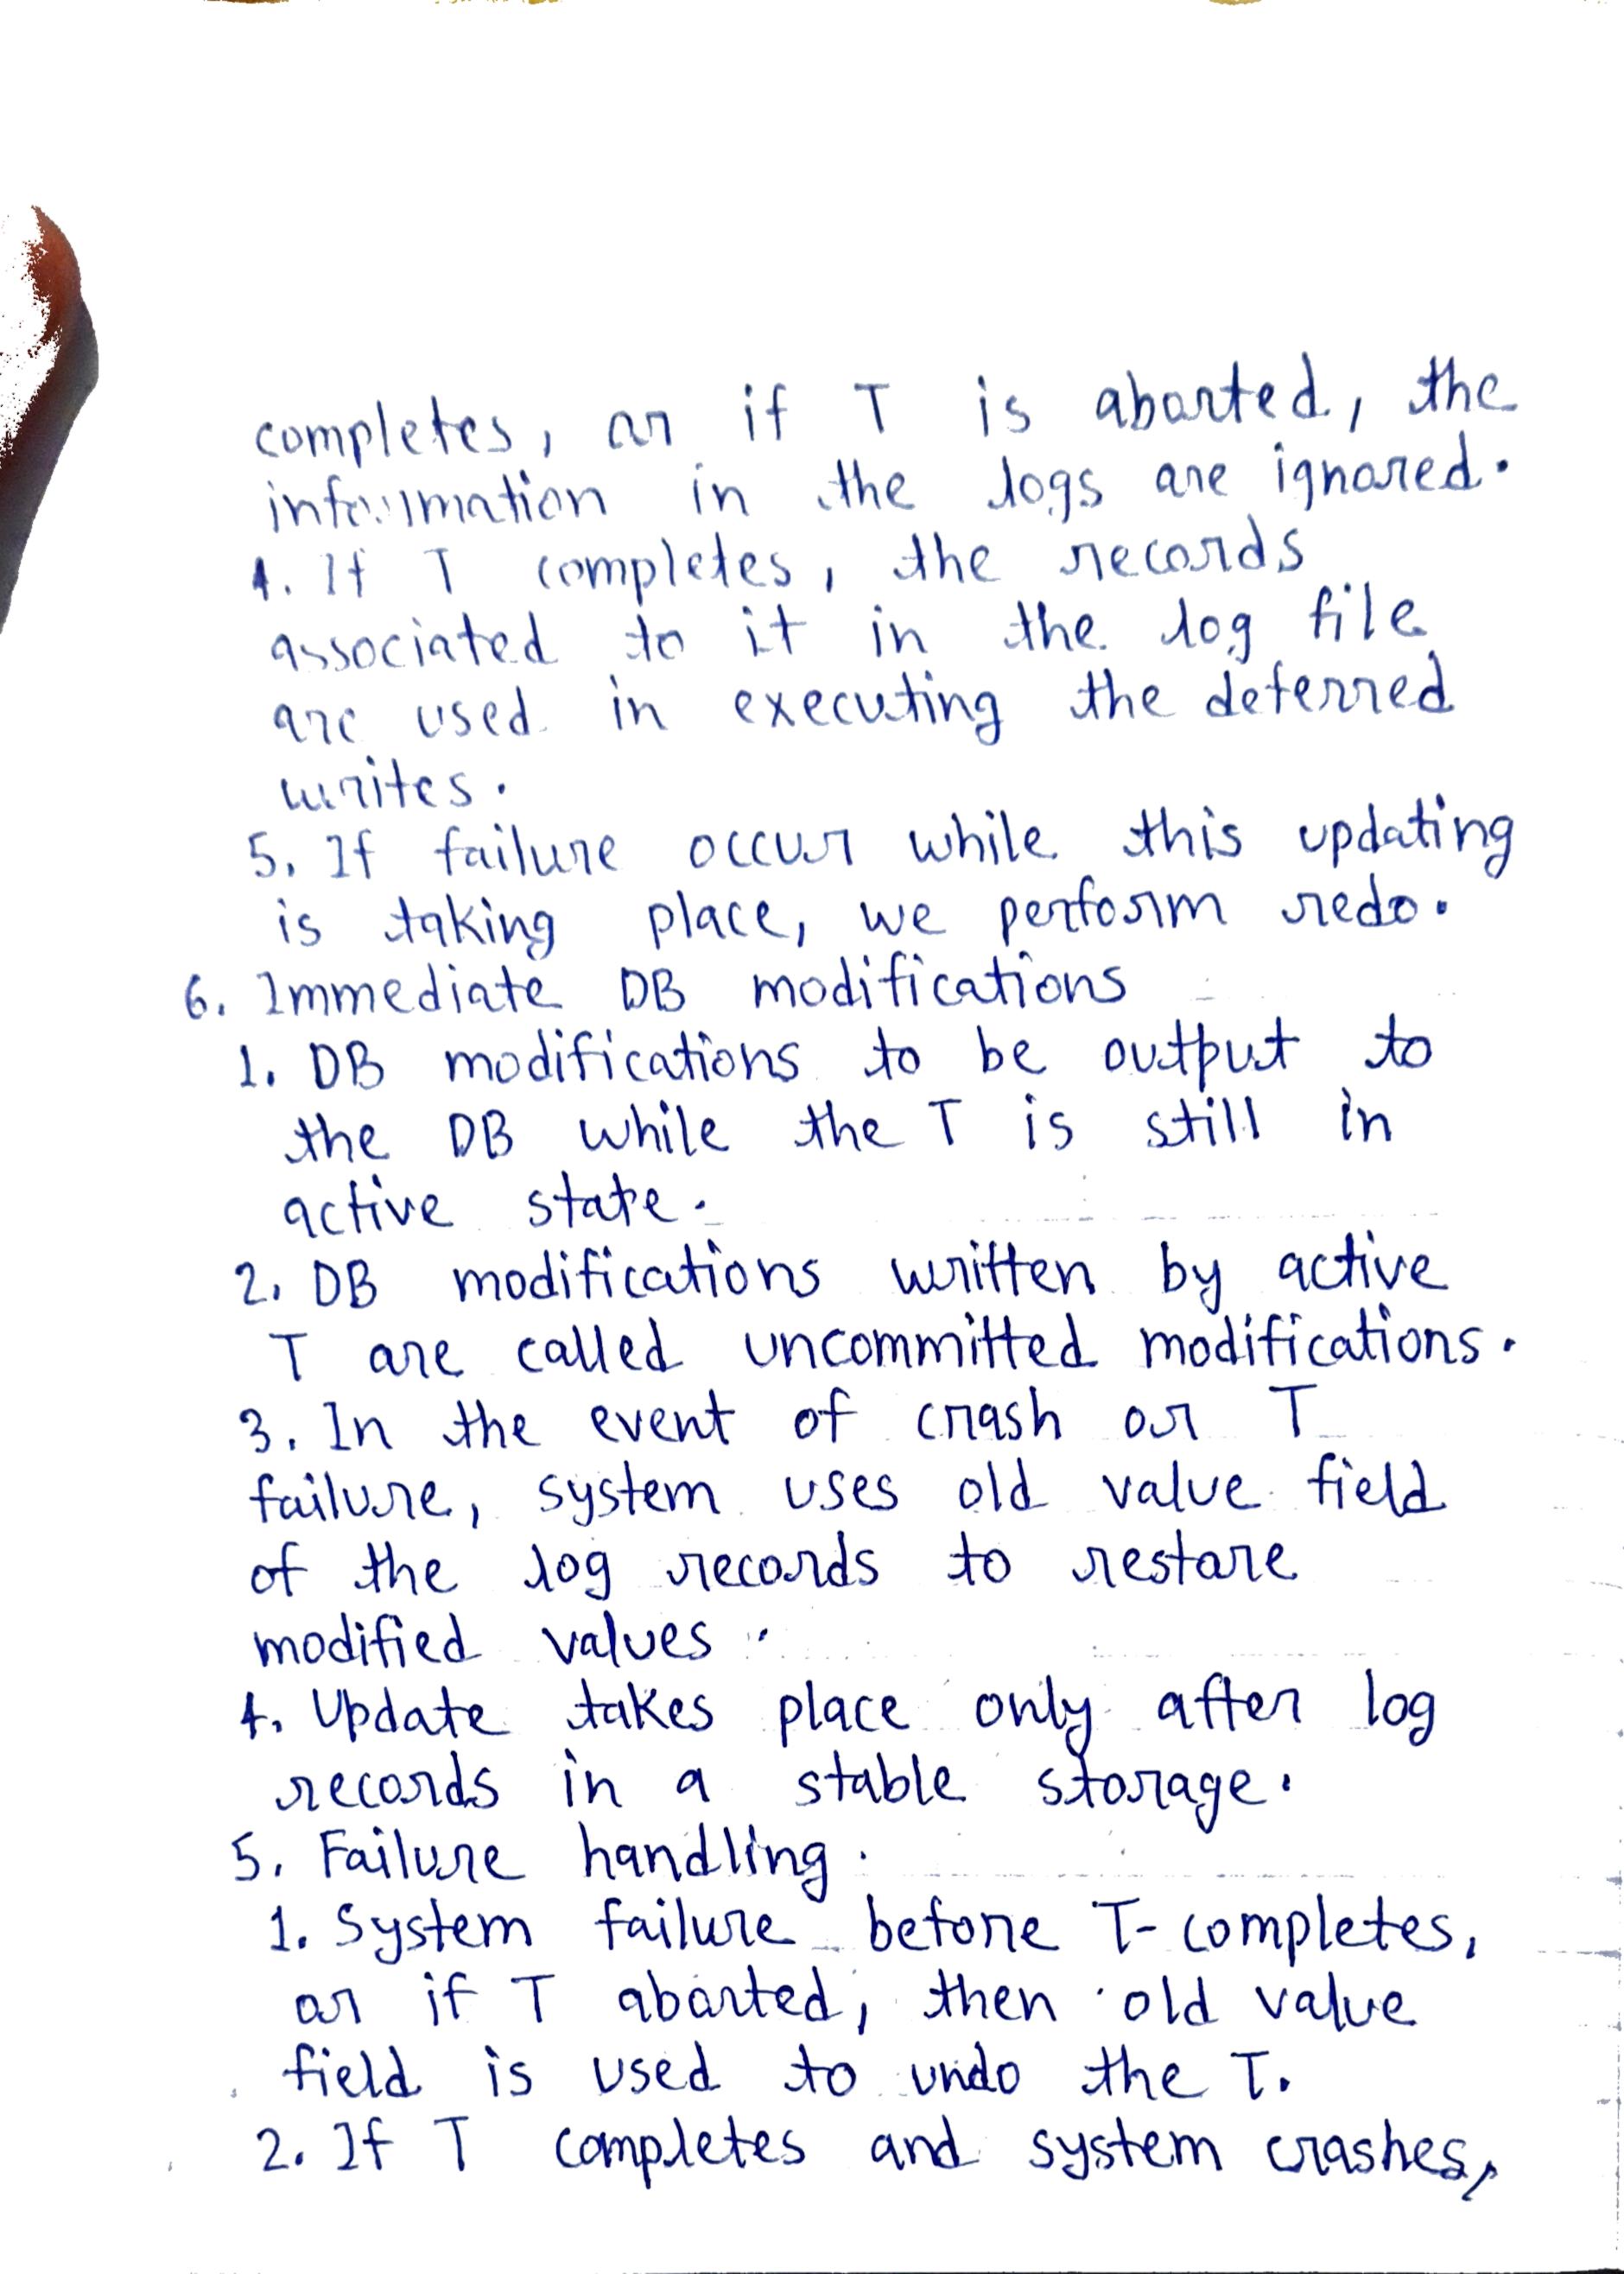 completes, or if T is aborted, the
information in the logs are ignored.
4. If T completes, the records
associated to it in the log file
are used in executing the deferred
writes.
5. If failure occur while this updating
is taking place, we perform redo.
6. Immediate DB modifications
1. DB modifications to be output to
the DB while the T is still in
active state.
2. DB modifications written by active
T are called uncommitted modifications.
3. In the event of crash or T
failure, system uses old value field
of the log records to restore
modified values.
4. Update takes place only after log
records in a stable storage.
5. Failure handling.
1. System failure before T-completes,
or if T aborted, then old value
field is used to undo the T.
2. If T completes and system crashes,